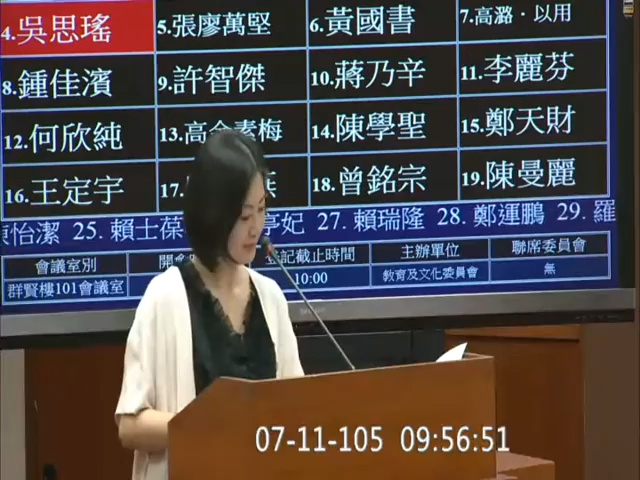 4.吳思瑤 5.張廖萬堅 6.黃國書 7.高潞．以用
8.鍾佳濱 9.許智傑 10.蔣乃辛 11.李麗芬
12.何欣純 13.高金素梅 14.陳學聖 15.鄭天財
16.王定宇 17. 18.曾銘宗 19.陳曼麗
怡潔 25. 賴士葆 亭妃 27. 賴瑞隆 28. 鄭運鵬 29. 羅
會議室別 登記截止時間 主辦單位 聯席委員會
群賢樓101會議室 10:00 教育及文化委員會 無
07-11-105 09:56:51